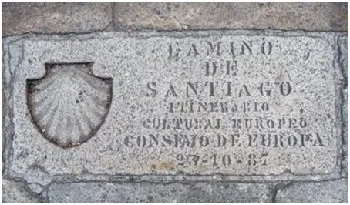 CAMINO
DE
SANTIAGO
ITINERARIO
CULTURAL EUROPEO
CONSEJO DE EUROPA
23-10-87